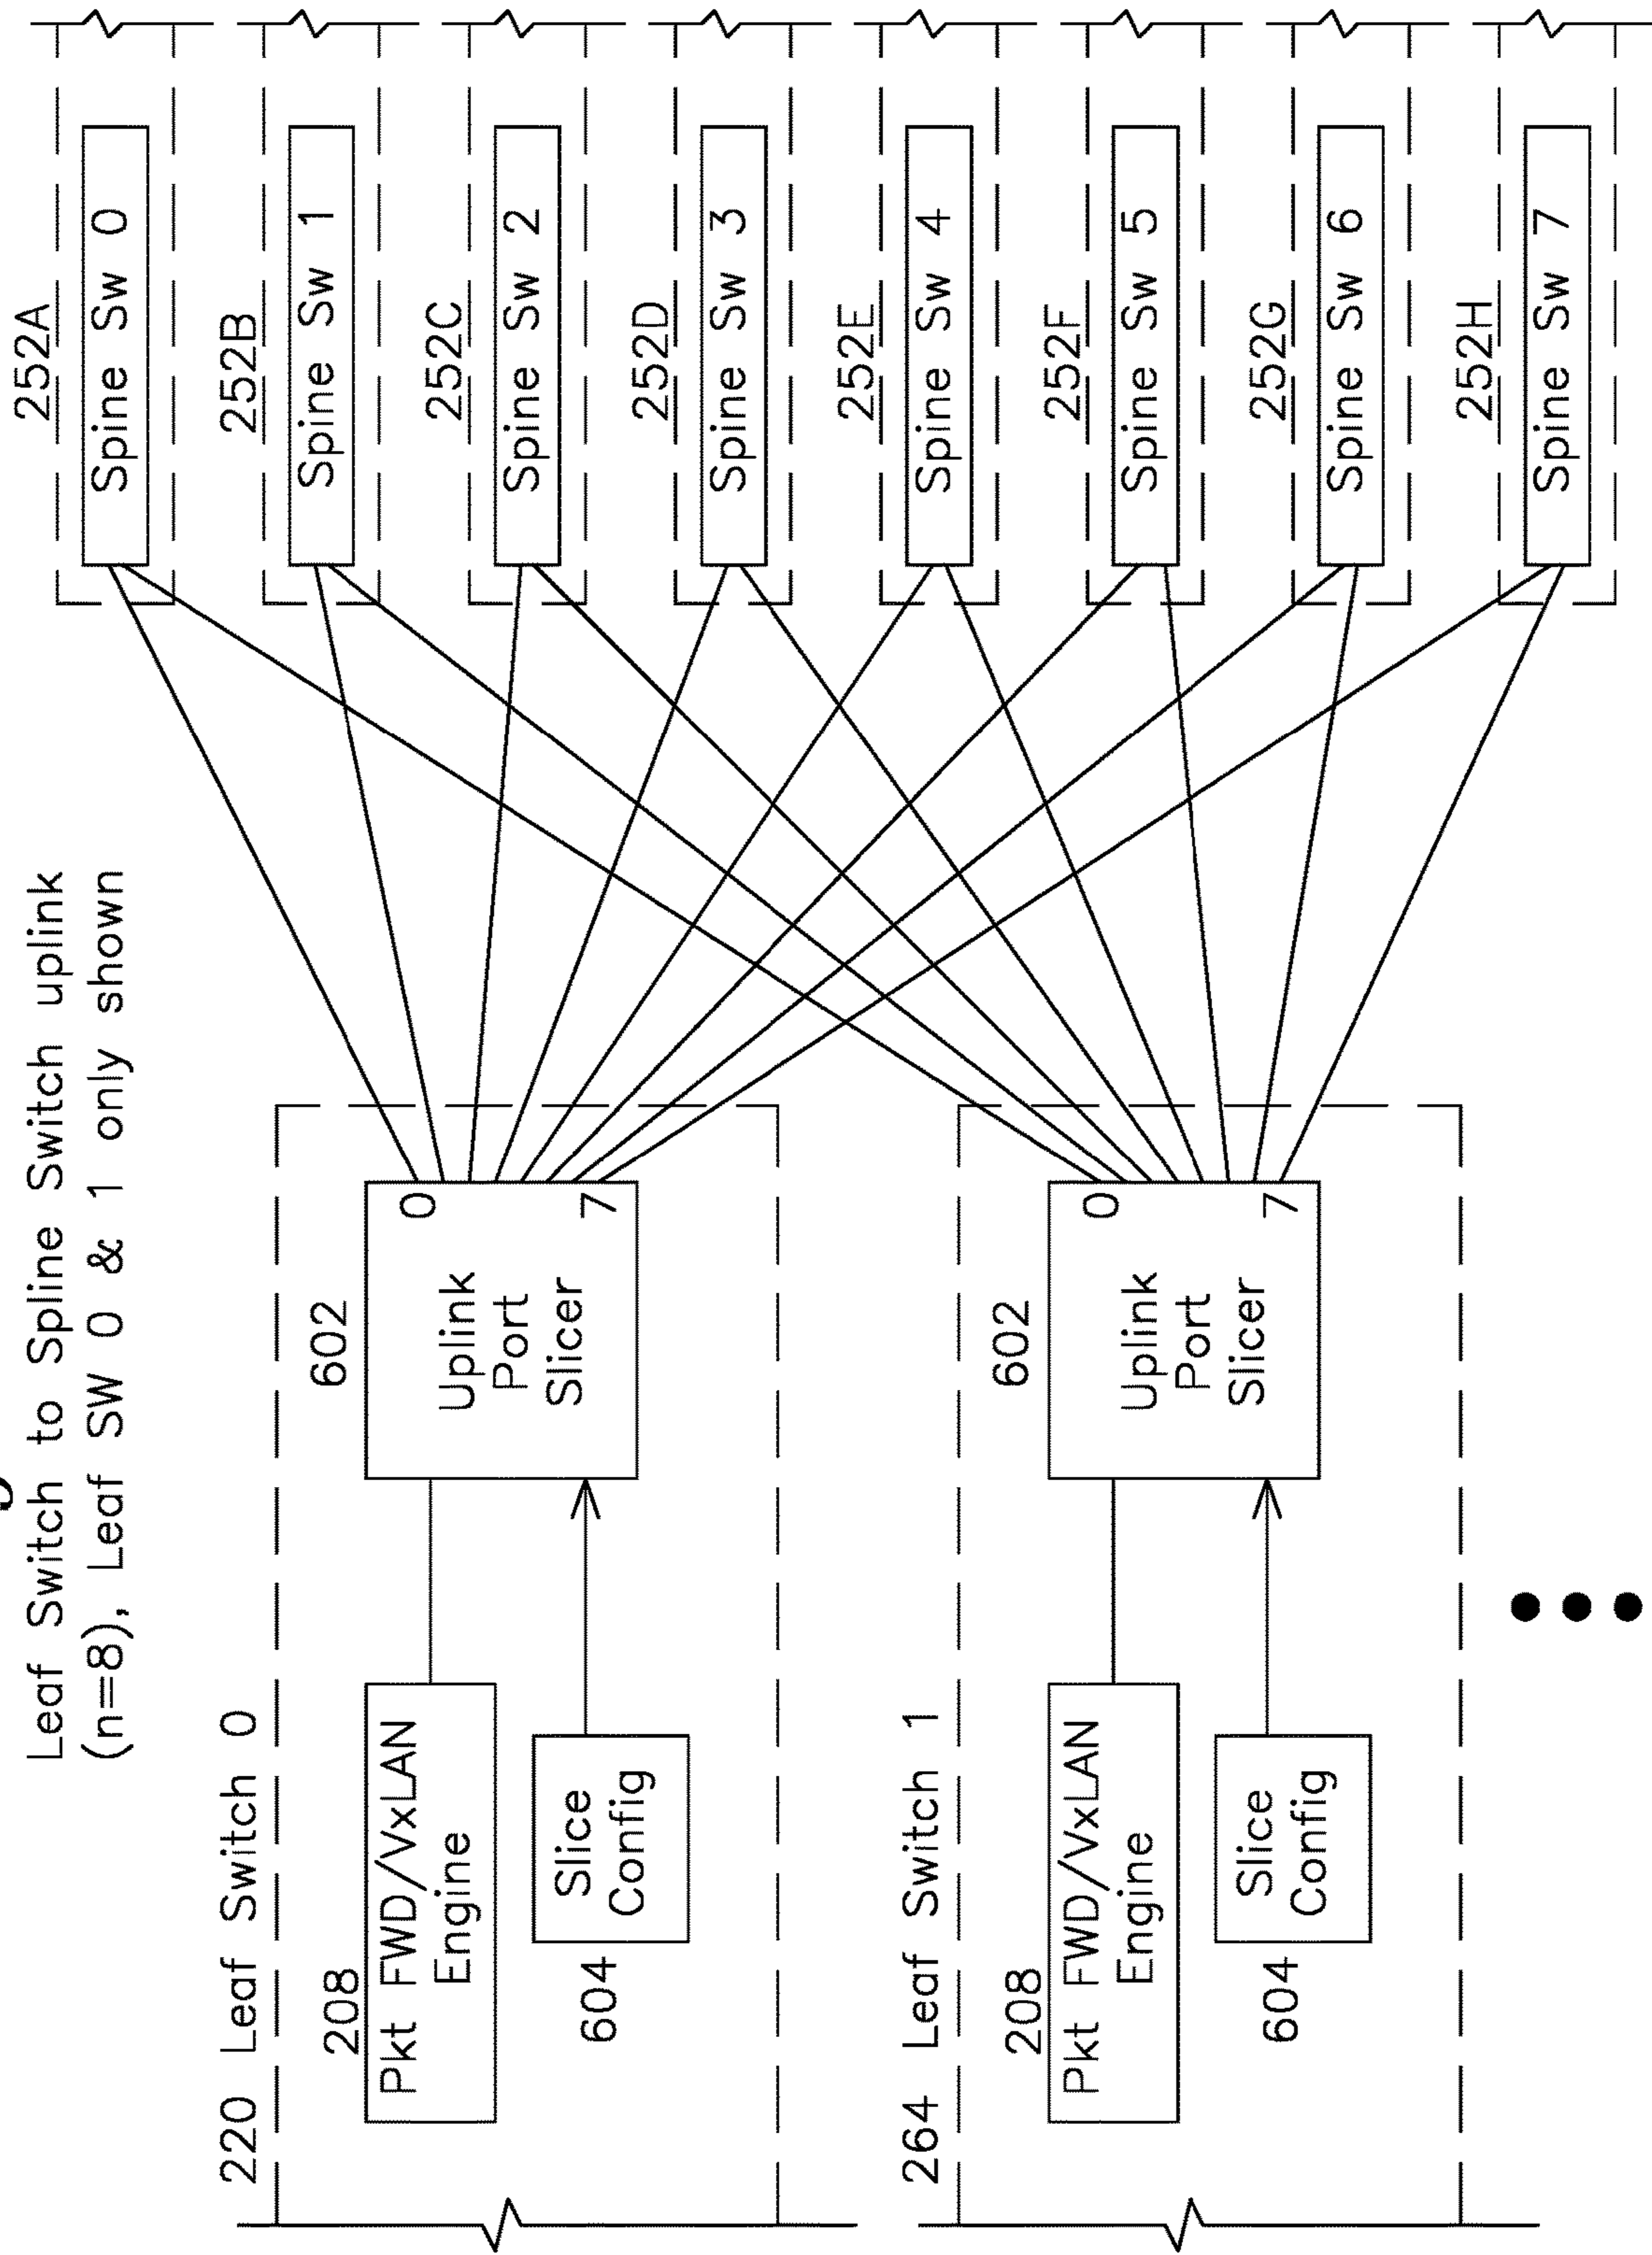 Leaf Switch to Spline Switch uplink
(n=8), Leaf SW 0 & 1 only shown
220 Leaf Switch 0
208
Pkt FWD/VxLAN
Engine
604
Slice
Config
602
Uplink
Port
Slicer
0
7
264 Leaf Switch 1
208
Pkt FWD/VxLAN
Engine
604
Slice
Config
602
Uplink
Port
Slicer
0
7
252A
Spine Sw 0
252B
Spine Sw 1
252C
Spine Sw 2
252D
Spine Sw 3
252E
Spine Sw 4
252F
Spine Sw 5
252G
Spine Sw 6
252H
Spine Sw 7